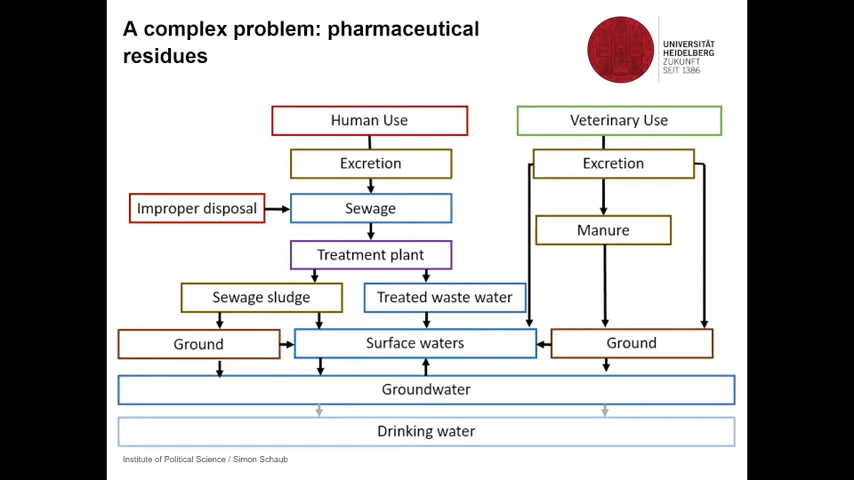 A complex problem: pharmaceutical
residues
UNIVERSITÄT
HEIDELBERG
ZUKUNFT
SEIT 1386
Human Use
Veterinary Use
Excretion
Excretion
Improper disposal
Sewage
Manure
Treatment plant
Sewage sludge
Treated waste water
Ground
Surface waters
Ground
Groundwater
Drinking water
Institute of Political Science / Simon Schaub